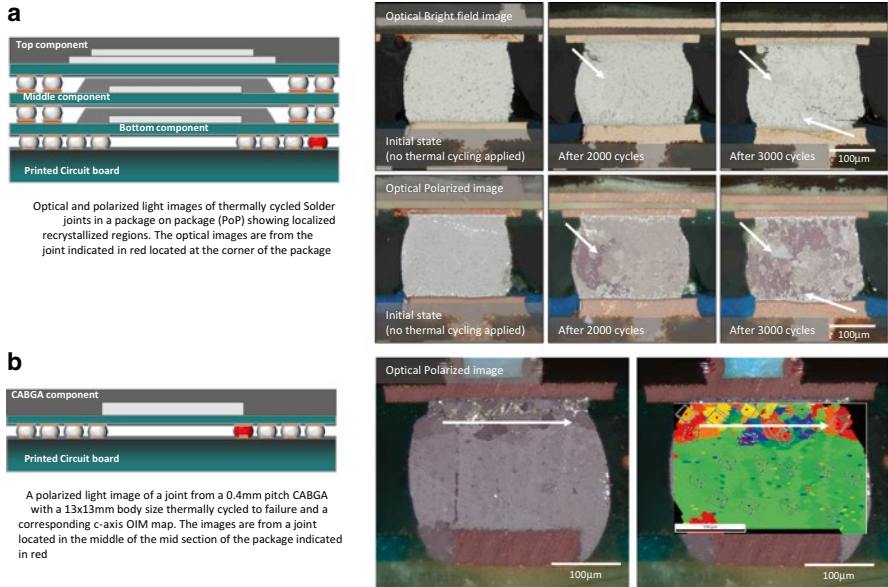 a
Top component
Middle component
Bottom component
Printed Circuit board
Optical and polarized light images of thermally cycled Solder
joints in a package on package (PoP) showing localized
recrystallized regions. The optical images are from the
joint indicated in red located at the corner of the package
Optical Bright field image
Initial state
(no thermal cycling applied)
After 2000 cycles
After 3000 cycles
100µm
Optical Polarized image
Initial state
(no thermal cycling applied)
After 2000 cycles
After 3000 cycles
100µm
b
CABGA component
Printed Circuit board
A polarized light image of a joint from a 0.4mm pitch CABGA
with a 13x13mm body size thermally cycled to failure and a
corresponding c-axis OIM map. The images are from a joint
located in the middle of the mid section of the package indicated
in red
Optical Polarized image
100µm
100µm